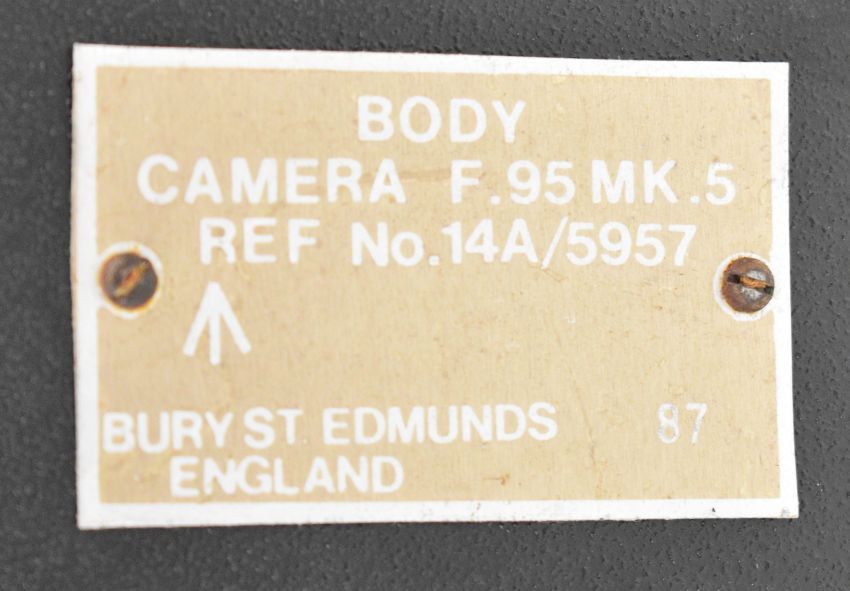 BODY
CAMERA F.95 MK.5
REF No.14A/5957
BURY ST. EDMUNDS 87
ENGLAND